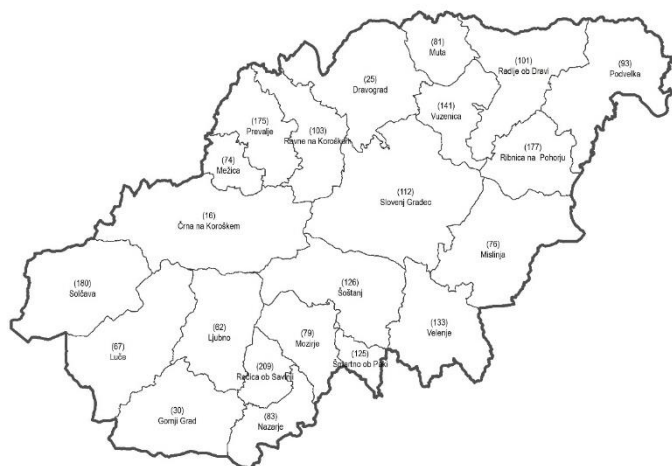 (81)
Muta
(101)
Radlje ob Dravi
(93)
Podvelka
(25)
Dravograd
(141)
Vuzenica
(175)
Prevalje
(103)
Ravne na Koroškem
(177)
Ribnica na Pohorju
(74)
Mežica
(112)
Slovenj Gradec
(16)
Črna na Koroškem
(76)
Mislinja
(180)
Solčava
(126)
Šoštanj
(133)
Velenje
(62)
Ljubno
(79)
Mozirje
(67)
Luče
(125)
Šmartno ob Paki
(209)
Rečica ob Savinji
(30)
Gornji Grad
(83)
Nazarje